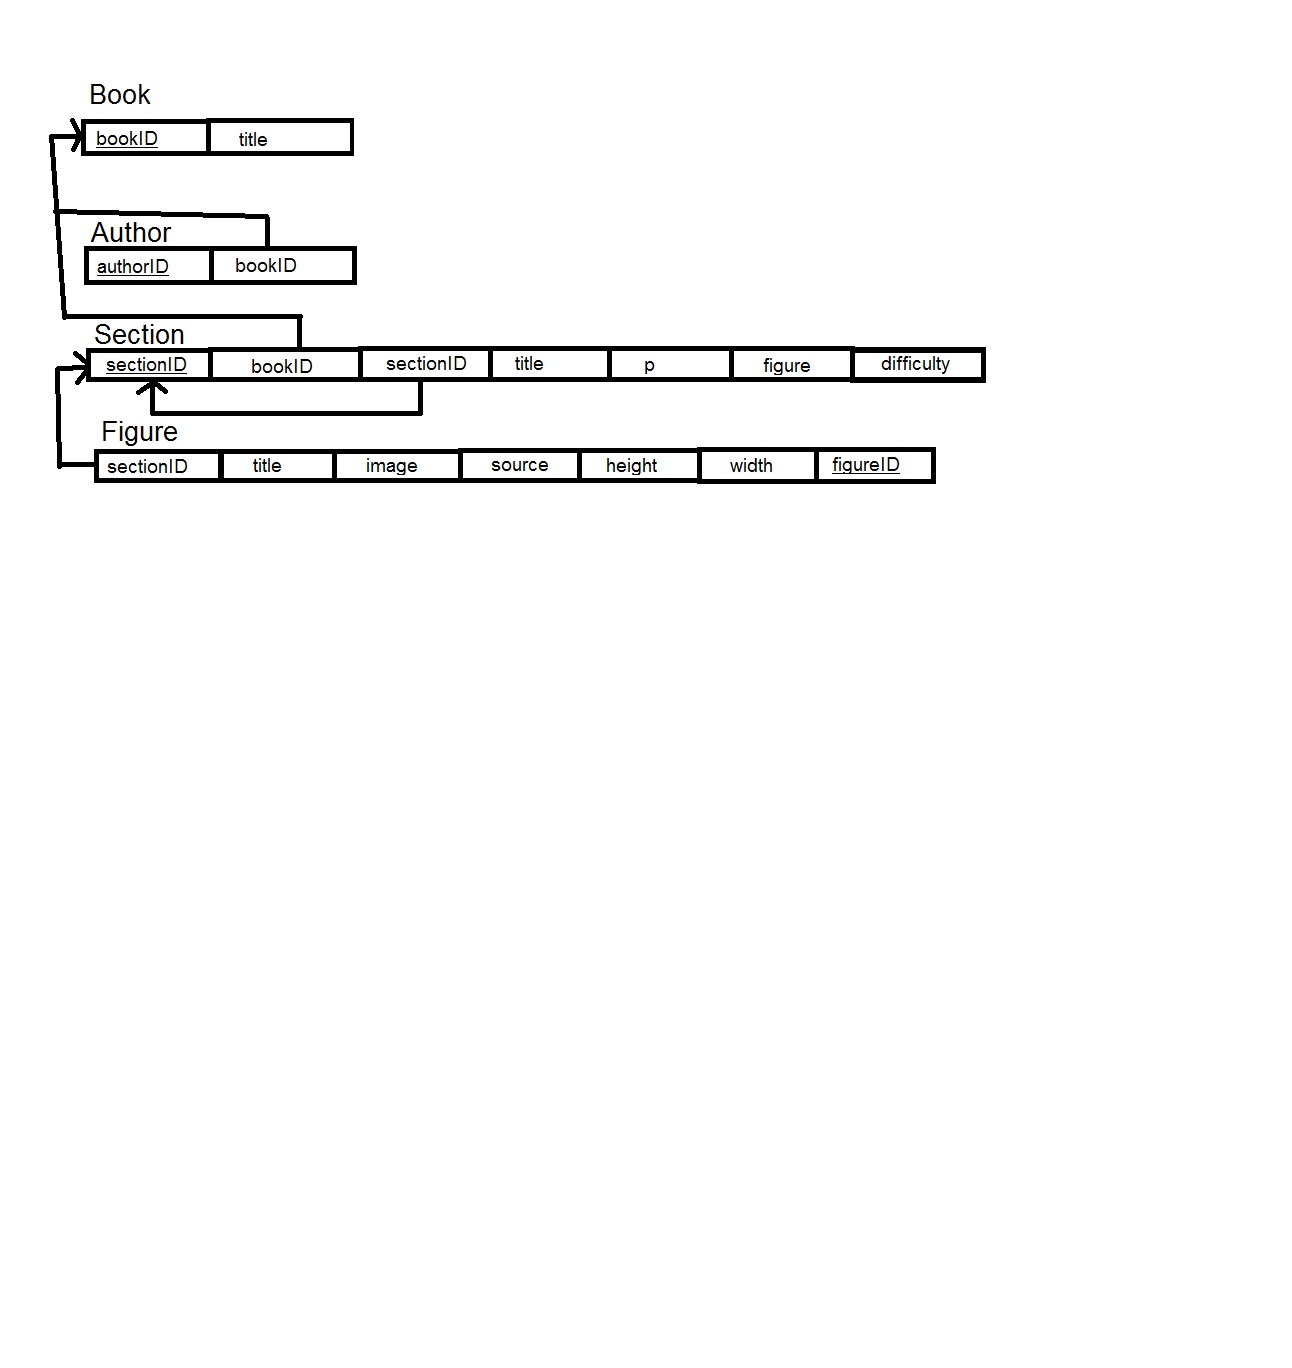 Book
bookID title
Author
authorID bookID
Section
sectionID bookID sectionID title p figure difficulty
Figure
sectionID title image source height width figureID